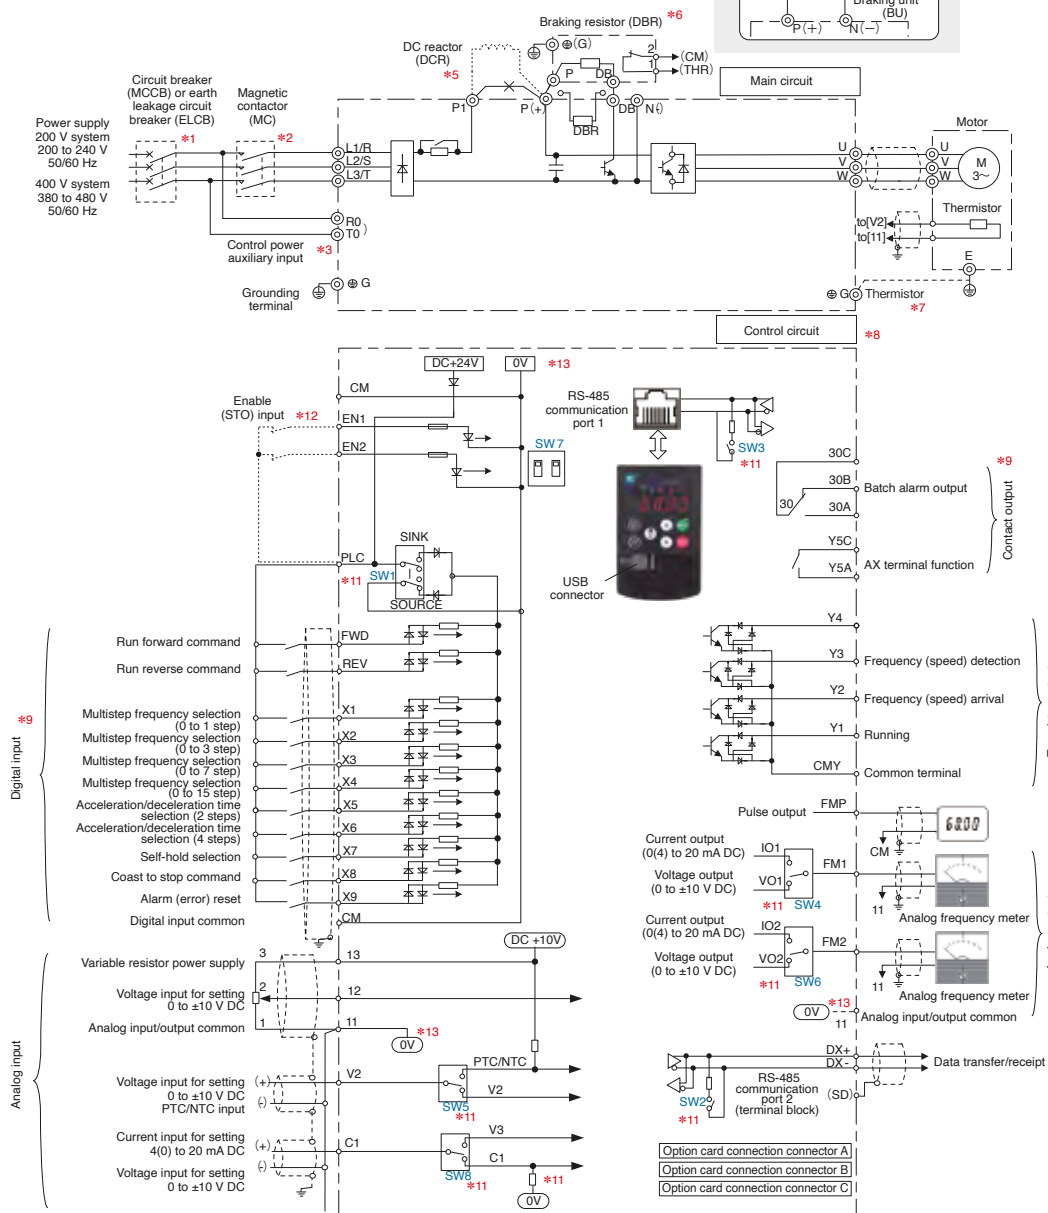 Braking unit
(BU)
P(+)
N(−)
Braking resistor (DBR) *6
(G)
2
1
(CM)
(THR)
P
DB
DC reactor
(DCR)
*5
Main circuit
P1
P(+)
DBR
DB
N(-)
Circuit breaker
(MCCB) or earth
leakage circuit
breaker (ELCB)
*1
Magnetic
contactor
(MC)
*2
Power supply
200 V system
200 to 240 V
50/60 Hz
400 V system
380 to 480 V
50/60 Hz
L1/R
L2/S
L3/T
R0
T0 )
Control power
auxiliary input
*3
Grounding
terminal
G
U
V
W
Motor
U
V
W
M
3~
Thermistor
to[V2]
to[11]
E
G
Thermistor
*7
Control circuit
*8
DC+24V
0V
*13
CM
Enable
(STO) input *12
EN1
EN2
SW7
RS-485
communication
port 1
SW3
*11
USB
connector
PLC
*11
SW1
SINK
SOURCE
30C
30B
30A
30
Batch alarm output
Y5C
Y5A
AX terminal function
*9
Contact output
*9
Digital input
Run forward command
FWD
Run reverse command
REV
Multistep frequency selection
(0 to 1 step)
X1
Multistep frequency selection
(0 to 3 step)
X2
Multistep frequency selection
(0 to 7 step)
X3
Multistep frequency selection
(0 to 15 step)
X4
Acceleration/deceleration time
selection (2 steps)
X5
Acceleration/deceleration time
selection (4 steps)
X6
Self-hold selection
X7
Coast to stop command
X8
Alarm (error) reset
X9
Digital input common
CM
Y4
Y3
Frequency (speed) detection
Y2
Frequency (speed) arrival
Y1
Running
CMY
Common terminal
Pulse output
FMP
CM
60.00
Current output
(0(4) to 20 mA DC)
IO1
Voltage output
(0 to ±10 V DC)
VO1
*11
SW4
FM1
11
Analog frequency meter
Current output
(0(4) to 20 mA DC)
IO2
Voltage output
(0 to ±10 V DC)
VO2
*11
SW6
FM2
11
Analog frequency meter
0V
*13
11
Analog input/output common
DC +10V
Analog input
Variable resistor power supply
3
13
Voltage input for setting
0 to ±10 V DC
2
12
Analog input/output common
1
11
*13
0V
Voltage input for setting
0 to ±10 V DC
PTC/NTC input
(+)
(-)
V2
PTC/NTC
V2
SW5
*11
Current input for setting
4(0) to 20 mA DC
(+)
(-)
C1
Voltage input for setting
0 to ±10 V DC
V3
C1
SW8
*11
*11
0V
DX+
DX-
Data transfer/receipt
RS-485
communication
port 2
(terminal block)
SW2
*11
(SD)
Option card connection connector A
Option card connection connector B
Option card connection connector C